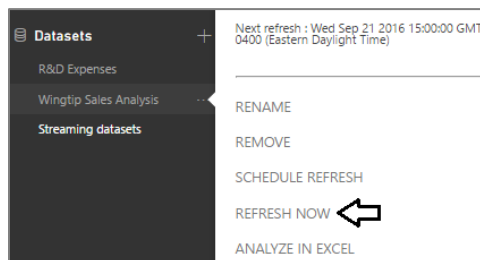 Datasets
R&D Expenses
Wingtip Sales Analysis
Streaming datasets
Next refresh : Wed Sep 21 2016 15:00:00 GMT
0400 (Eastern Daylight Time)
RENAME
REMOVE
SCHEDULE REFRESH
REFRESH NOW
ANALYZE IN EXCEL